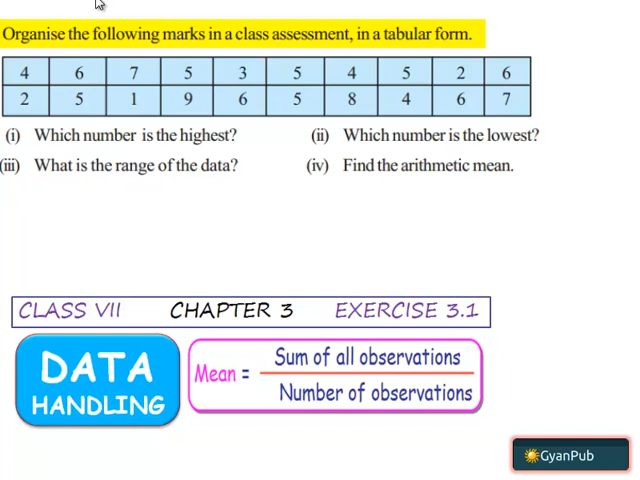 Organise the following marks in a class assessment, in a tabular form.
4 6 7 5 3 5 4 5 2 6
2 5 1 9 6 5 8 4 6 7
(i) Which number is the highest? (ii) Which number is the lowest?
(iii) What is the range of the data? (iv) Find the arithmetic mean.
CLASS VII CHAPTER 3 EXERCISE 3.1
DATA
HANDLING
Mean = Sum of all observations
Number of observations
GyanPub